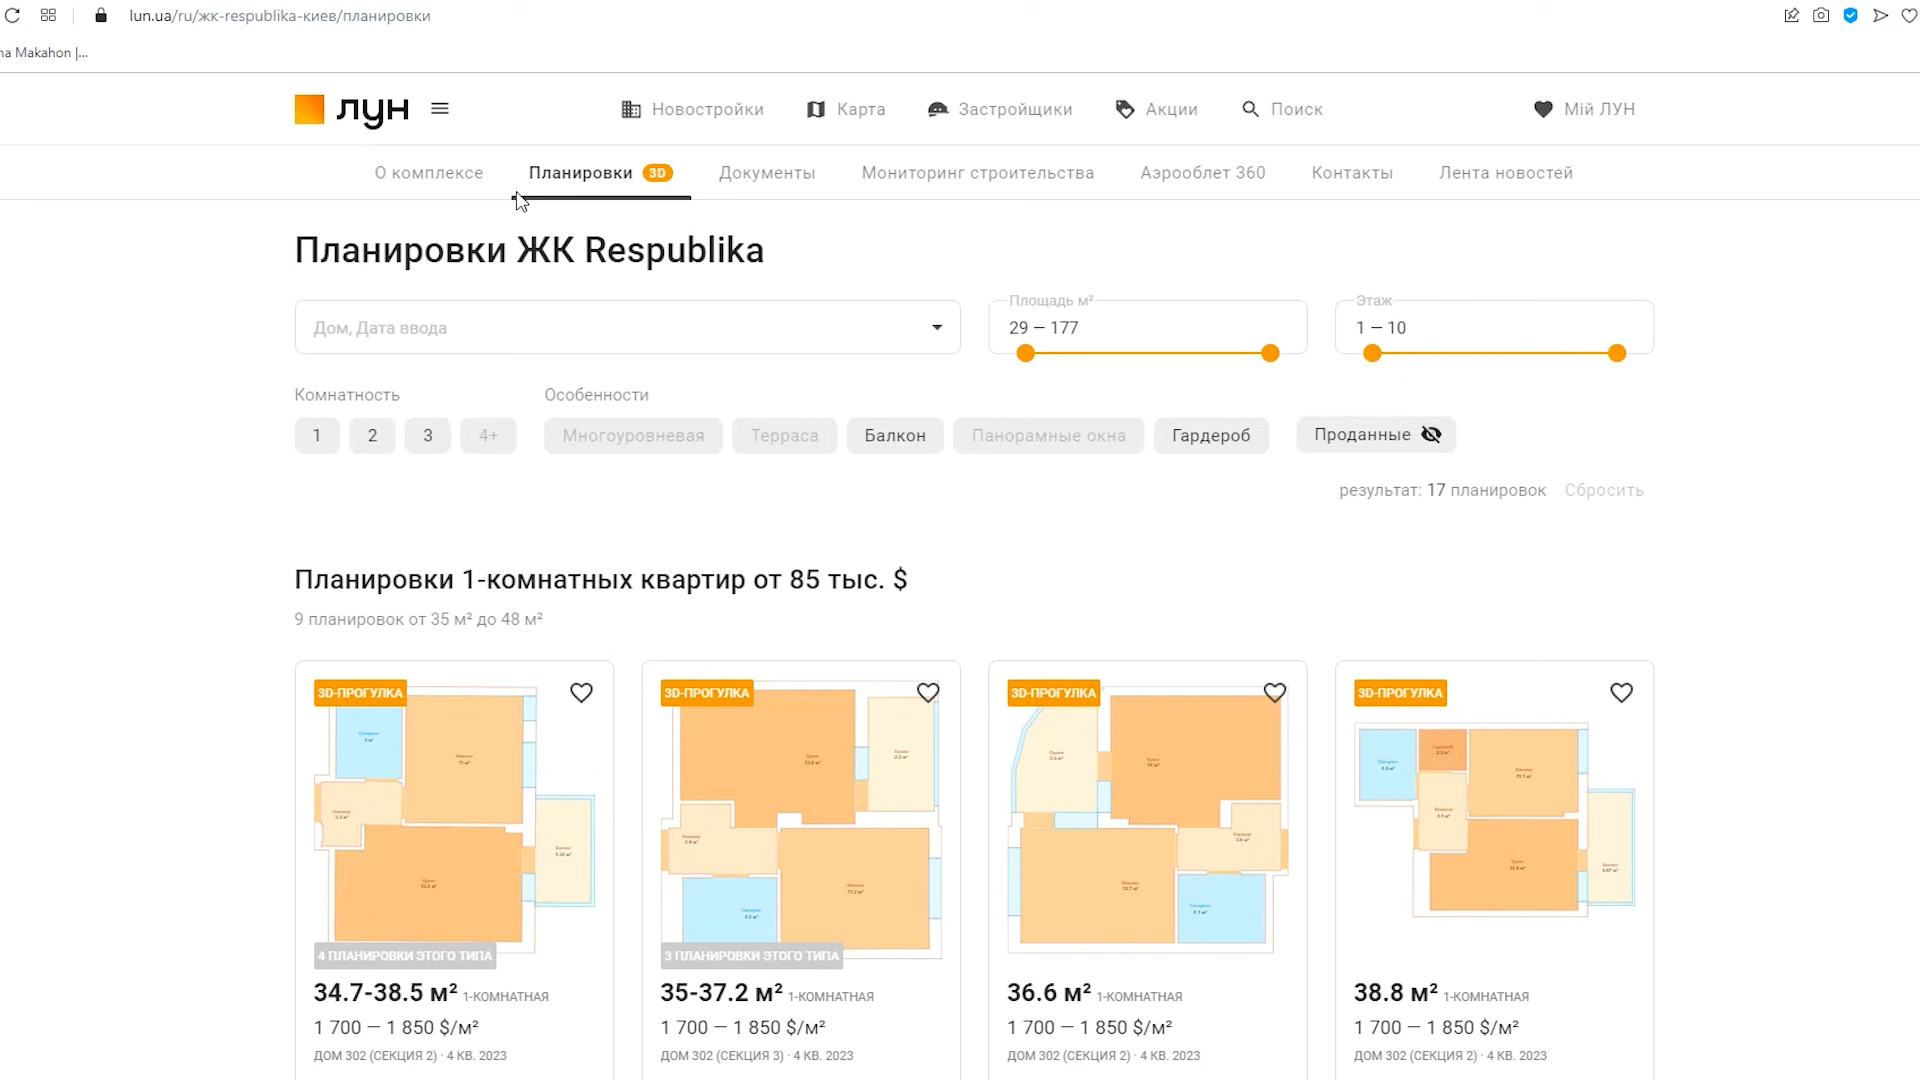 lun.ua/ru/жк-respublika-киев/планировки
na Makahon |...
лун
Новостройки
Карта
Застройщики
Акции
Поиск
Мій ЛУН
О комплексе
Планировки 3D
Документы
Мониторинг строительства
Аэрооблет 360
Контакты
Лента новостей
Планировки ЖК Respublika
Дом, Дата ввода
Площадь м²
29 — 177
Этаж
1 — 10
Комнатность
Особенности
1 2 3 4+
Многоуровневая
Терраса
Балкон
Панорамные окна
Гардероб
Проданные
результат: 17 планировок
Сбросить
Планировки 1-комнатных квартир от 85 тыс. $
9 планировок от 35 м² до 48 м²
3D-ПРОГУЛКА
4 ПЛАНИРОВКИ ЭТОГО ТИПА
34.7-38.5 м² 1-КОМНАТНАЯ
1 700 — 1 850 $/м²
ДОМ 302 (СЕКЦИЯ 2) · 4 КВ. 2023
3D-ПРОГУЛКА
3 ПЛАНИРОВКИ ЭТОГО ТИПА
35-37.2 м² 1-КОМНАТНАЯ
1 700 — 1 850 $/м²
ДОМ 302 (СЕКЦИЯ 3) · 4 КВ. 2023
3D-ПРОГУЛКА
36.6 м² 1-КОМНАТНАЯ
1 700 — 1 850 $/м²
ДОМ 302 (СЕКЦИЯ 2) · 4 КВ. 2023
3D-ПРОГУЛКА
38.8 м² 1-КОМНАТНАЯ
1 700 — 1 850 $/м²
ДОМ 302 (СЕКЦИЯ 2) · 4 КВ. 2023